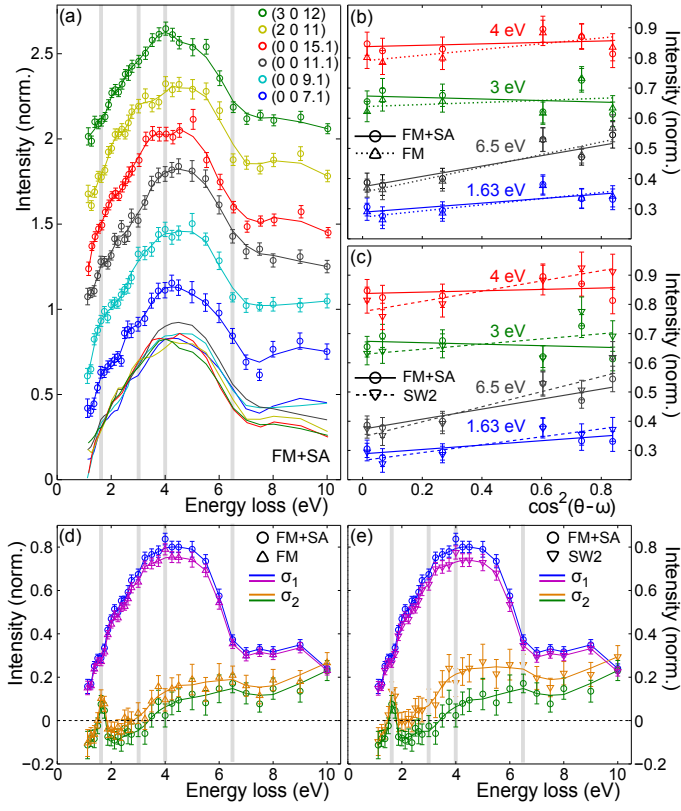 (a)
(3 0 12)
(2 0 11)
(0 0 15.1)
(0 0 11.1)
(0 0 9.1)
(0 0 7.1)
FM+SA
Intensity (norm.)
0
0.5
1
1.5
2
2.5
0 2 4 6 8 10
Energy loss (eV)
(b)
4 eV
3 eV
6.5 eV
1.63 eV
FM+SA
FM
0.3
0.4
0.5
0.6
0.7
0.8
0.9
Intensity (norm.)
(c)
4 eV
3 eV
6.5 eV
1.63 eV
FM+SA
SW2
0.3
0.4
0.5
0.6
0.7
0.8
0.9
Intensity (norm.)
0 0.2 0.4 0.6 0.8
cos²(θ-ω)
(d)
FM+SA
FM
σ₁
σ₂
Intensity (norm.)
−0.2
0
0.2
0.4
0.6
0.8
0 2 4 6 8 10
Energy loss (eV)
(e)
FM+SA
SW2
σ₁
σ₂
−0.2
0
0.2
0.4
0.6
0.8
Intensity (norm.)
0 2 4 6 8 10
Energy loss (eV)